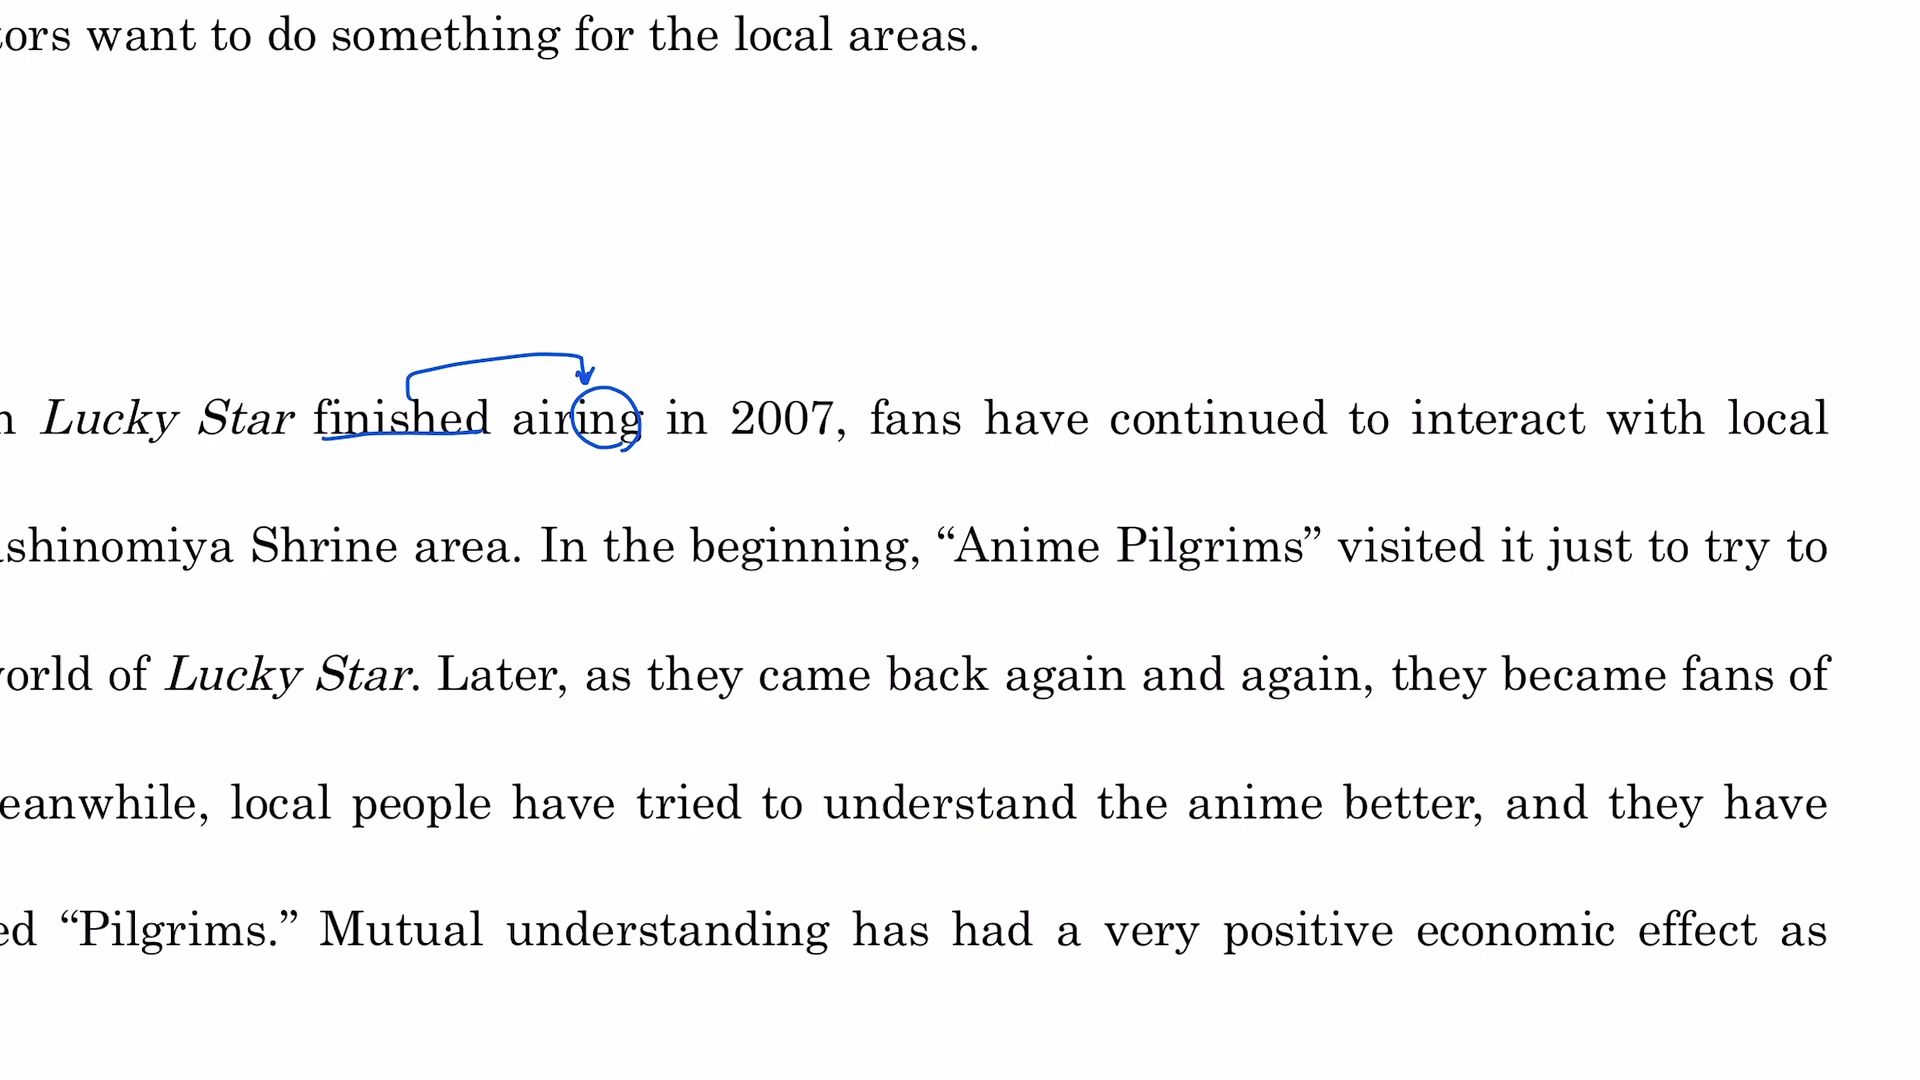 tors want to do something for the local areas.
n Lucky Star finished airing in 2007, fans have continued to interact with local
ashinomiya Shrine area. In the beginning, “Anime Pilgrims” visited it just to try to
world of Lucky Star. Later, as they came back again and again, they became fans of
eanwhile, local people have tried to understand the anime better, and they have
ed “Pilgrims.” Mutual understanding has had a very positive economic effect as